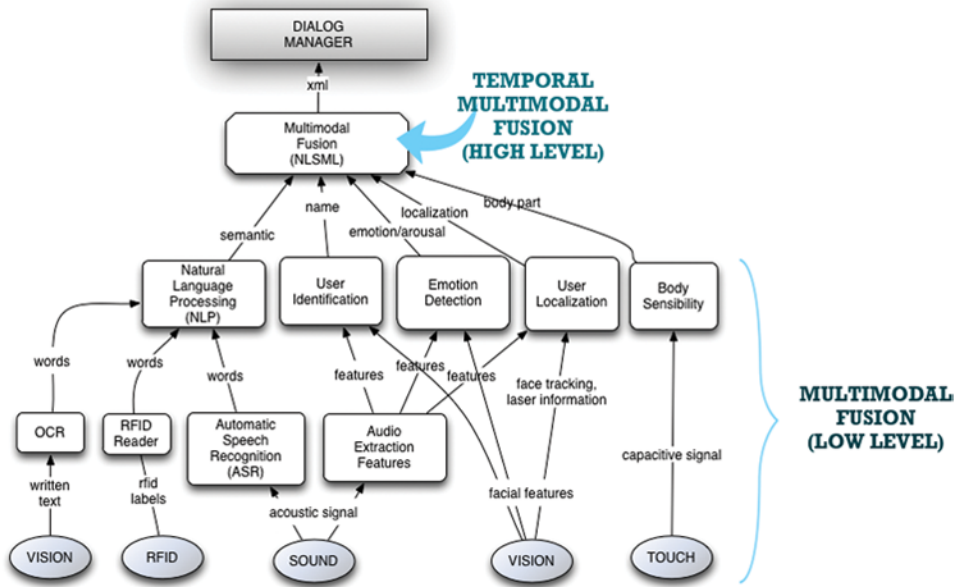 DIALOG
MANAGER
xml
TEMPORAL
MULTIMODAL
FUSION
(HIGH LEVEL)
Multimodal
Fusion
(NLSML)
semantic
name
emotion/arousal
localization
body part
Natural
Language
Processing
(NLP)
User
Identification
Emotion
Detection
User
Localization
Body
Sensibility
words
words
words
features
features
features
face tracking,
laser information
MULTIMODAL
FUSION
(LOW LEVEL)
OCR
RFID
Reader
Automatic
Speech
Recognition
(ASR)
Audio
Extraction
Features
capacitive signal
written
text
rfid
labels
acoustic signal
facial features
VISION
RFID
SOUND
VISION
TOUCH